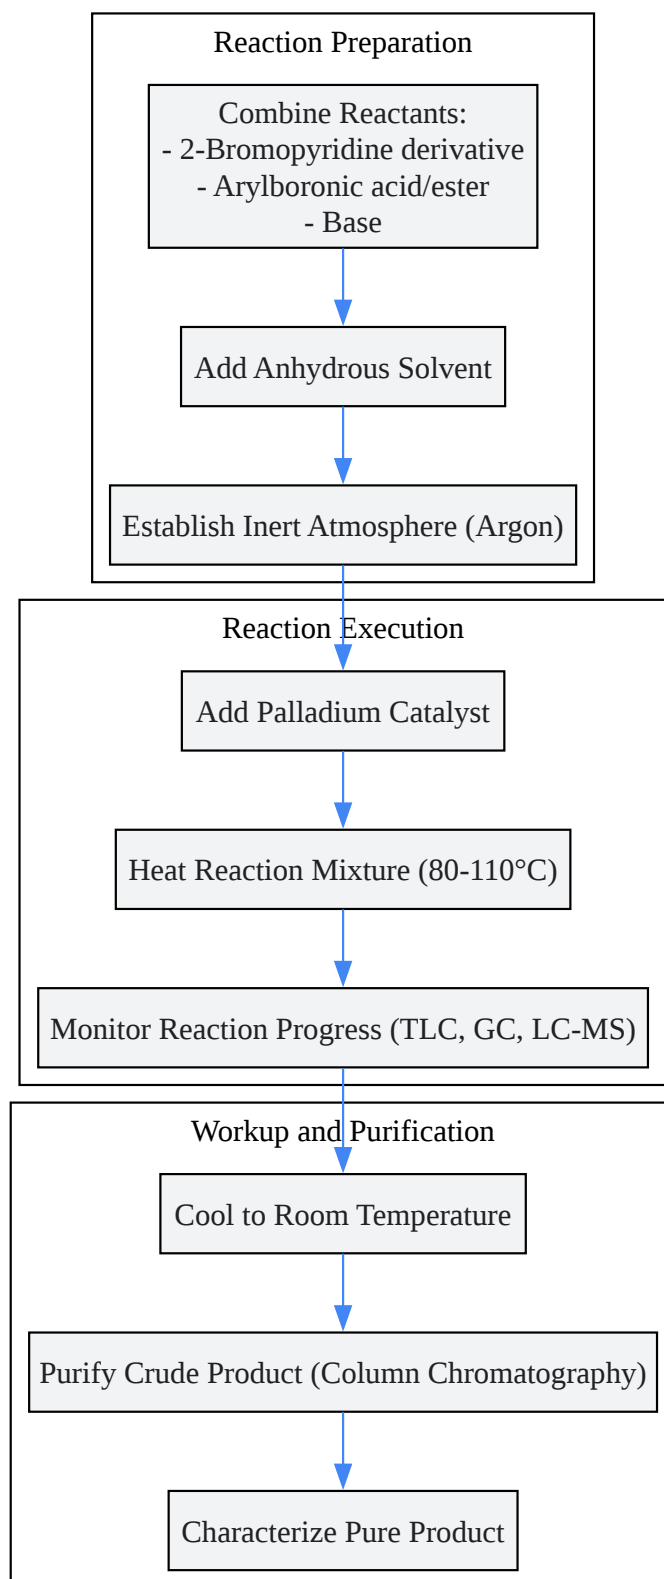 Reaction Preparation
Combine Reactants:
- 2-Bromopyridine derivative
- Arylboronic acid/ester
- Base
Add Anhydrous Solvent
Establish Inert Atmosphere (Argon)
Reaction Execution
Add Palladium Catalyst
Heat Reaction Mixture (80-110°C)
Monitor Reaction Progress (TLC, GC, LC-MS)
Workup and Purification
Cool to Room Temperature
Purify Crude Product (Column Chromatography)
Characterize Pure Product